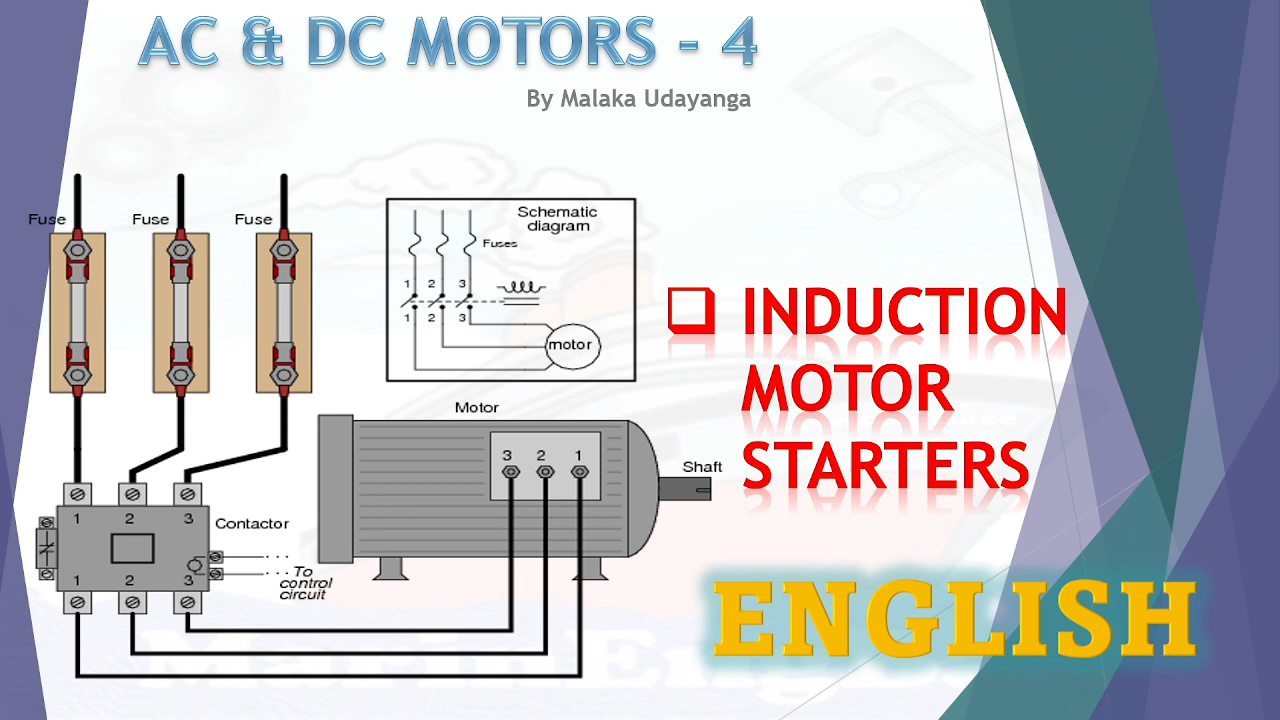 AC & DC MOTORS - 4
By Malaka Udayanga
Fuse
Fuse
Fuse
Schematic
diagram
Fuses
1 2 3
1 2 3
motor
INDUCTION
MOTOR
STARTERS
Motor
3 2 1
Shaft
1 2 3
Contactor
1 2 3
To
control
circuit
ENGLISH